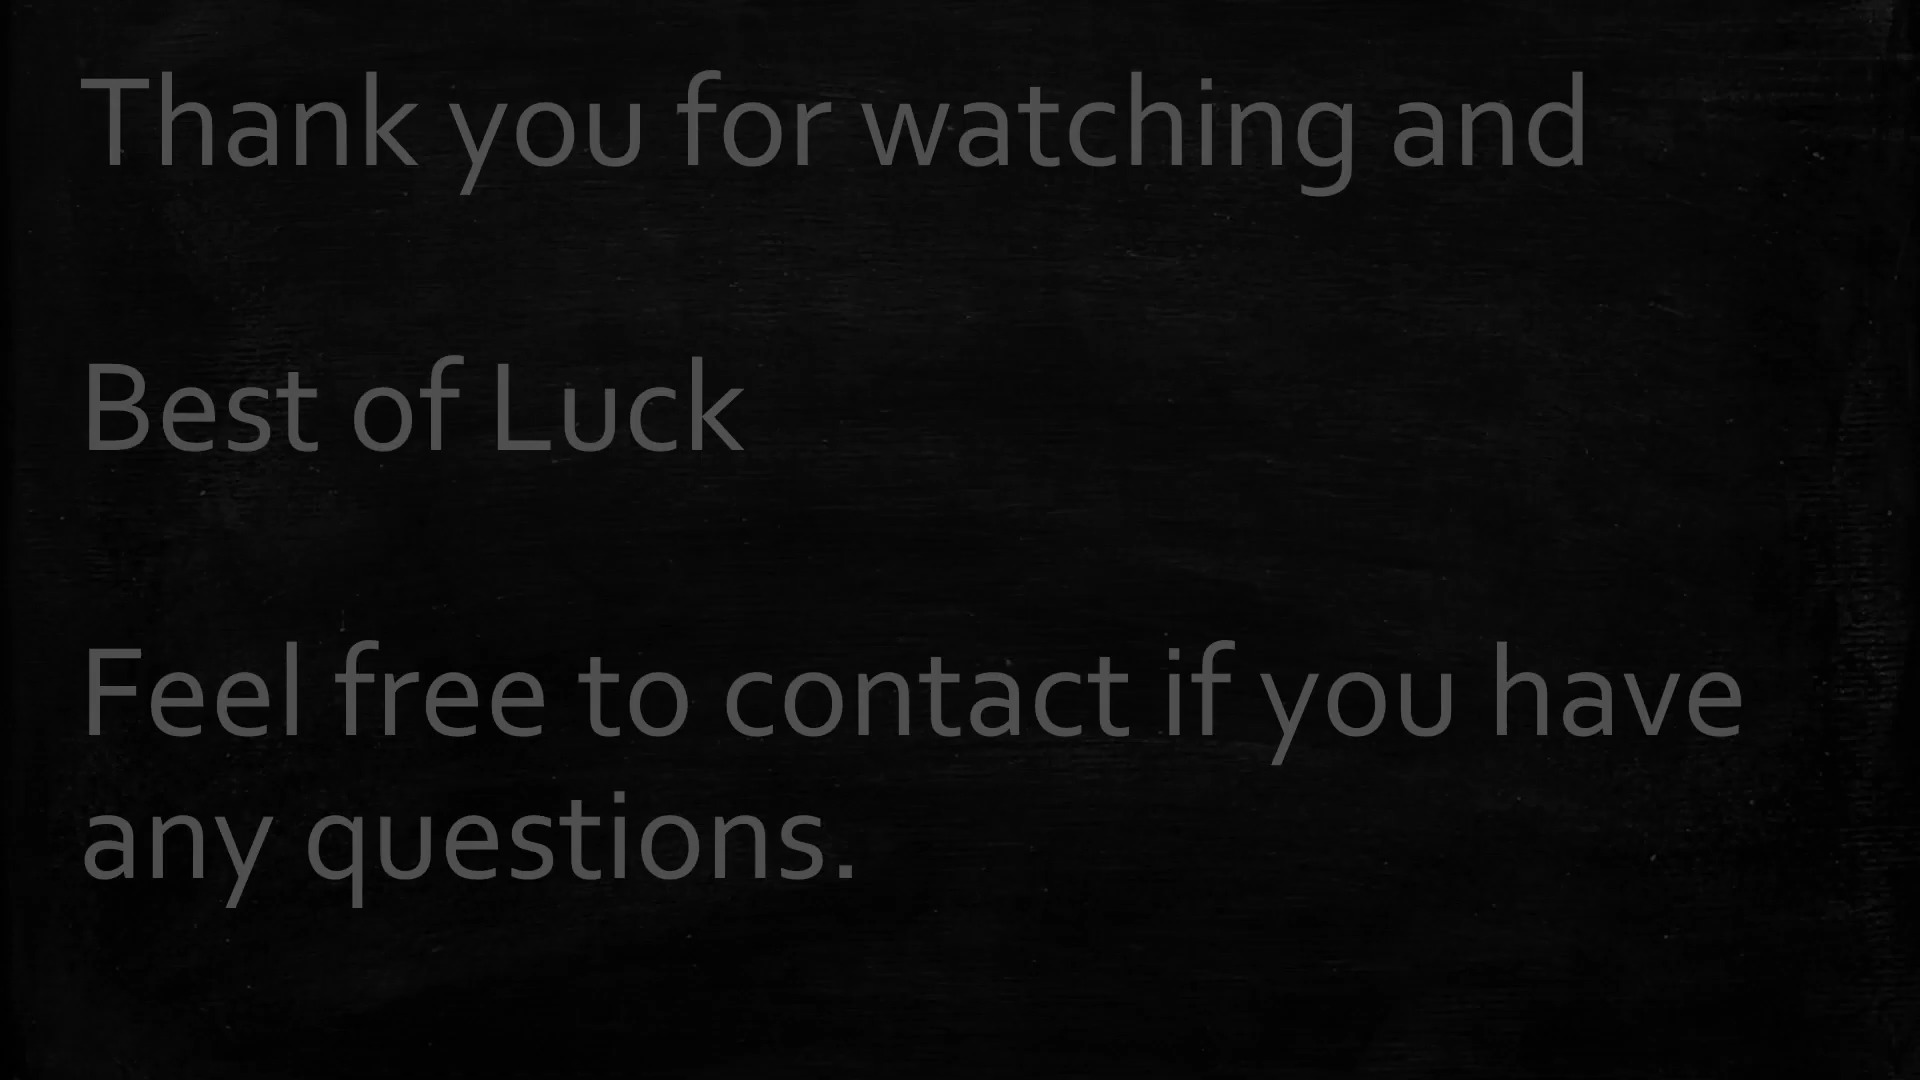 Thank you for watching and
Best of Luck
Feel free to contact if you have
any questions.